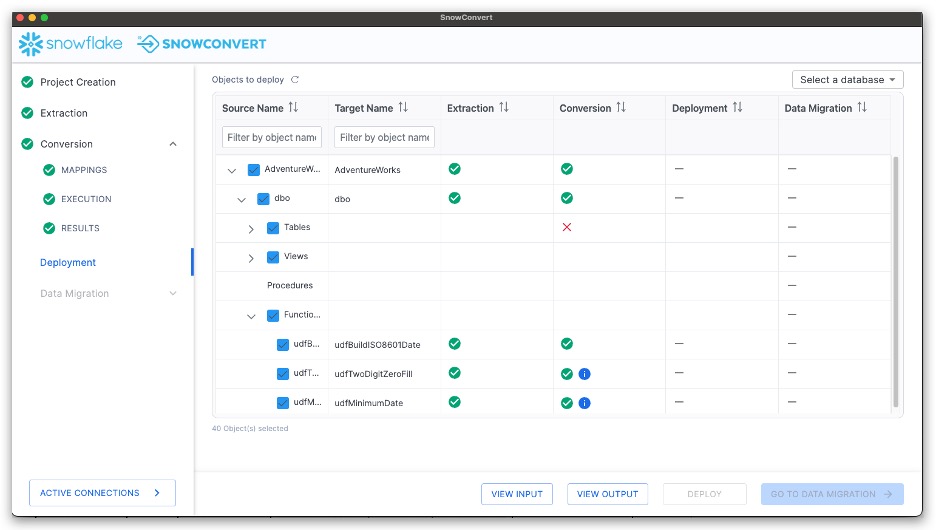 SnowConvert
snowflake SNOWCONVERT
Project Creation
Extraction
Conversion
MAPPINGS
EXECUTION
RESULTS
Deployment
Data Migration
ACTIVE CONNECTIONS
Objects to deploy
Select a database
Source Name Target Name Extraction Conversion Deployment Data Migration
Filter by object name Filter by object name
AdventureW... AdventureWorks — —
dbo dbo — —
Tables —
Views —
Procedures —
Functio... —
udfB... udfBuildISO8601Date — —
udfT... udfTwoDigitZeroFill i — —
udfM... udfMinimumDate i — —
40 Object(s) selected
VIEW INPUT VIEW OUTPUT DEPLOY GO TO DATA MIGRATION